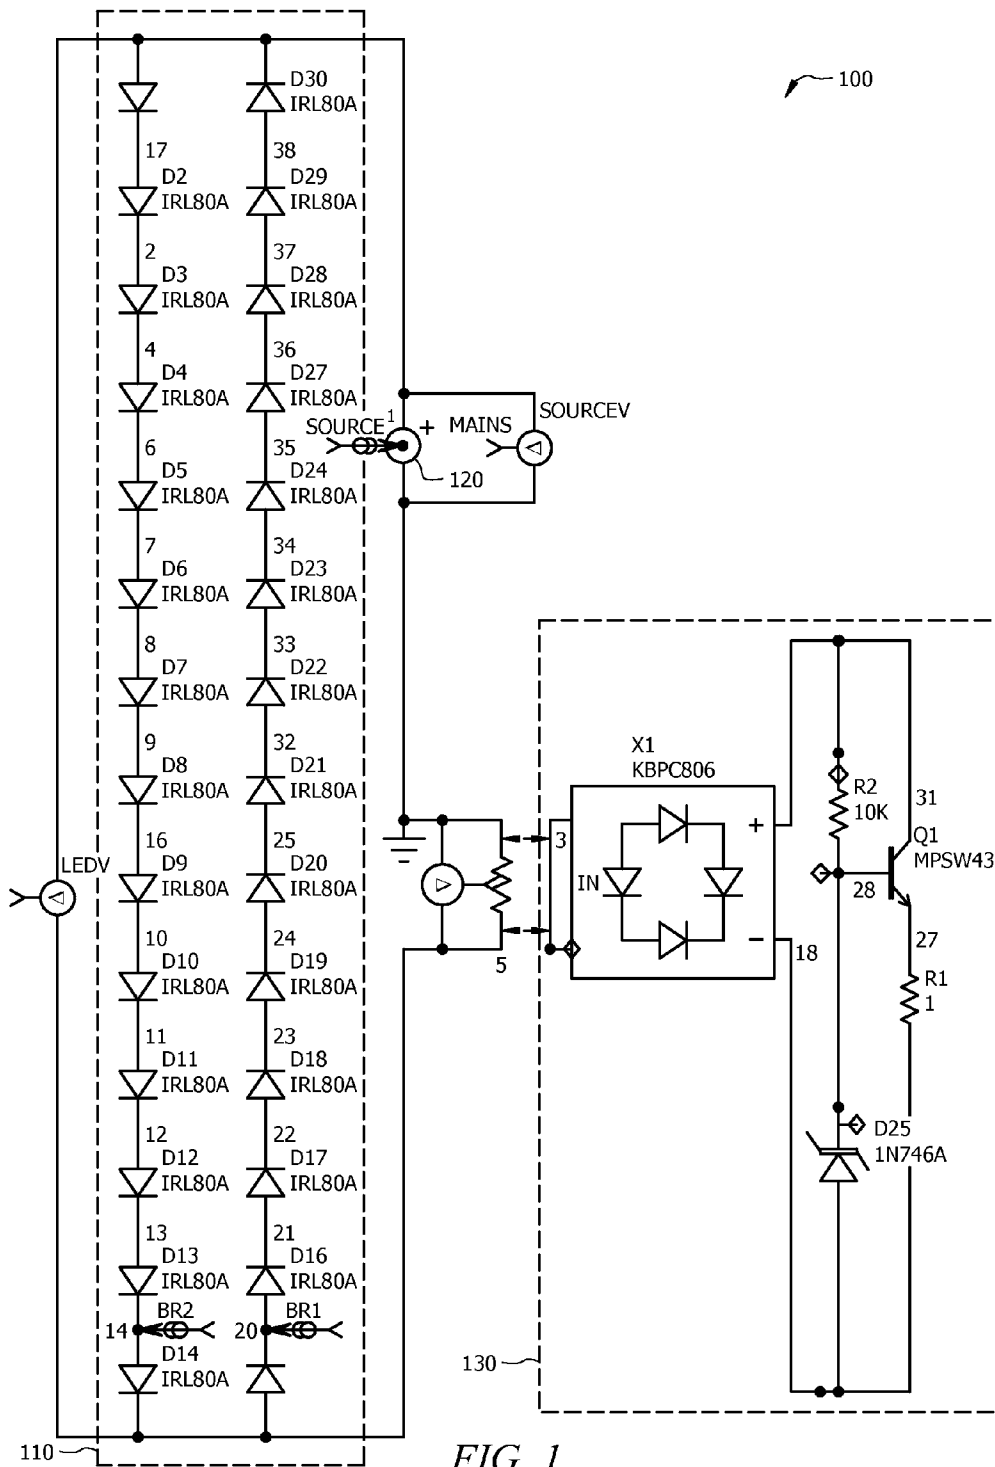 D30
IRL80A
100
17
38
D2
IRL80A
D29
IRL80A
2
37
D3
IRL80A
D28
IRL80A
4
36
D4
IRL80A
D27
IRL80A
SOURCE
1
+
MAINS
SOURCEV
6
35
120
D5
IRL80A
D24
IRL80A
7
34
D6
IRL80A
D23
IRL80A
8
33
D7
IRL80A
D22
IRL80A
9
32
D8
IRL80A
D21
IRL80A
X1
KBPC806
R2
10K
31
16
25
3
+
Q1
MPSW43
LEDV
D9
IRL80A
D20
IRL80A
IN
28
10
24
5
−
18
27
D10
IRL80A
D19
IRL80A
R1
1
11
23
D11
IRL80A
D18
IRL80A
12
22
D25
1N746A
D12
IRL80A
D17
IRL80A
13
21
D13
IRL80A
D16
IRL80A
BR2
BR1
14
20
D14
IRL80A
130
110
FIG. 1